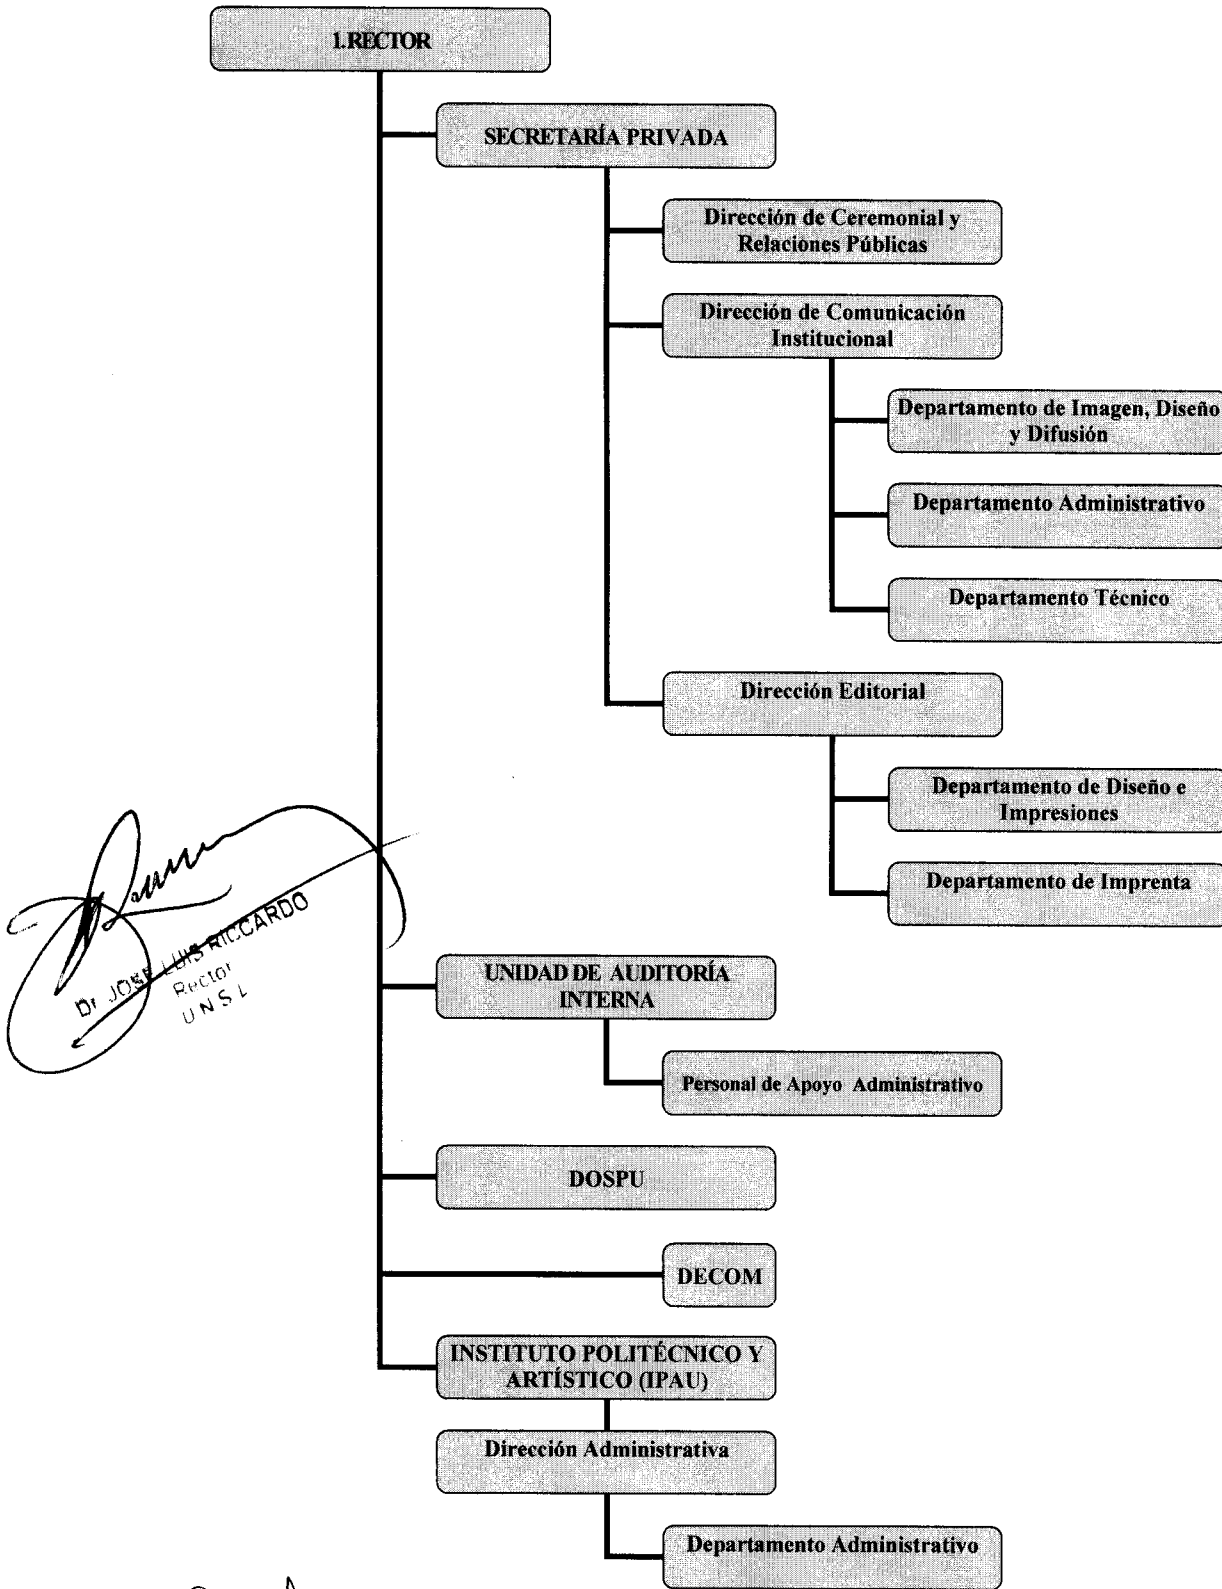 1.RECTOR
SECRETARÍA PRIVADA
Dirección de Ceremonial y
Relaciones Públicas
Dirección de Comunicación
Institucional
Departamento de Imagen, Diseño
y Difusión
Departamento Administrativo
Departamento Técnico
Dirección Editorial
Departamento de Diseño e
Impresiones
Departamento de Imprenta
Dr JOSE LUIS RICCARDO
Rector
U N S L
UNIDAD DE AUDITORÍA
INTERNA
Personal de Apoyo Administrativo
DOSPU
DECOM
INSTITUTO POLITÉCNICO Y
ARTÍSTICO (IPAU)
Dirección Administrativa
Departamento Administrativo